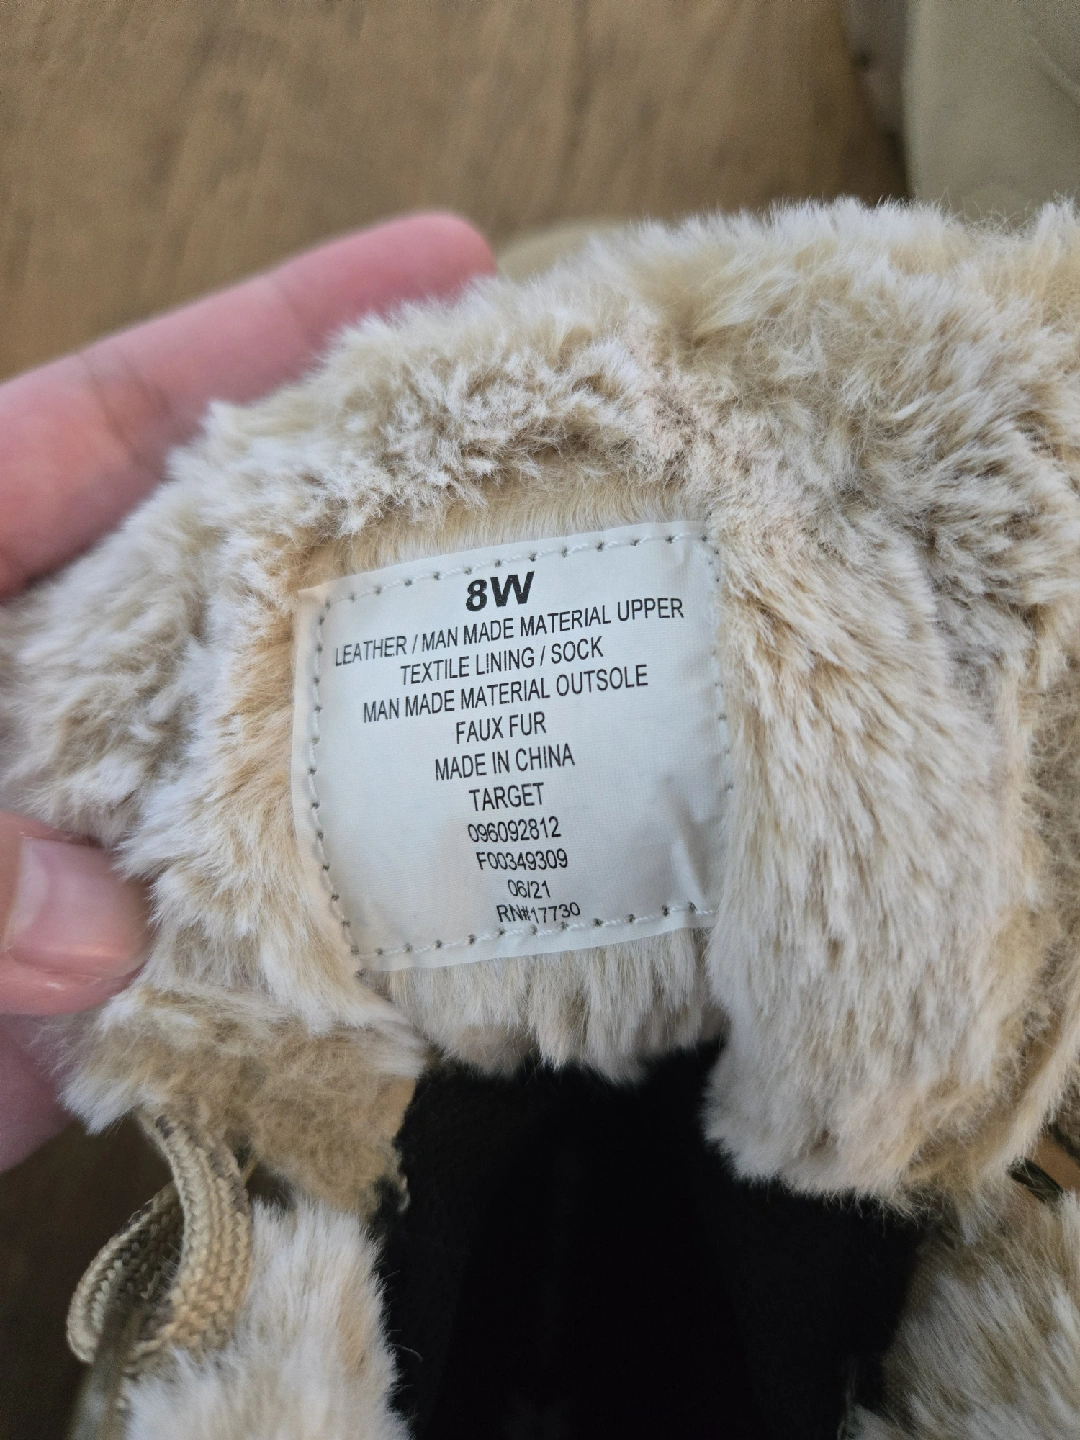 8W
LEATHER / MAN MADE MATERIAL UPPER
TEXTILE LINING / SOCK
MAN MADE MATERIAL OUTSOLE
FAUX FUR
MADE IN CHINA
TARGET
096092812
F00349309
06/21
RN#17730